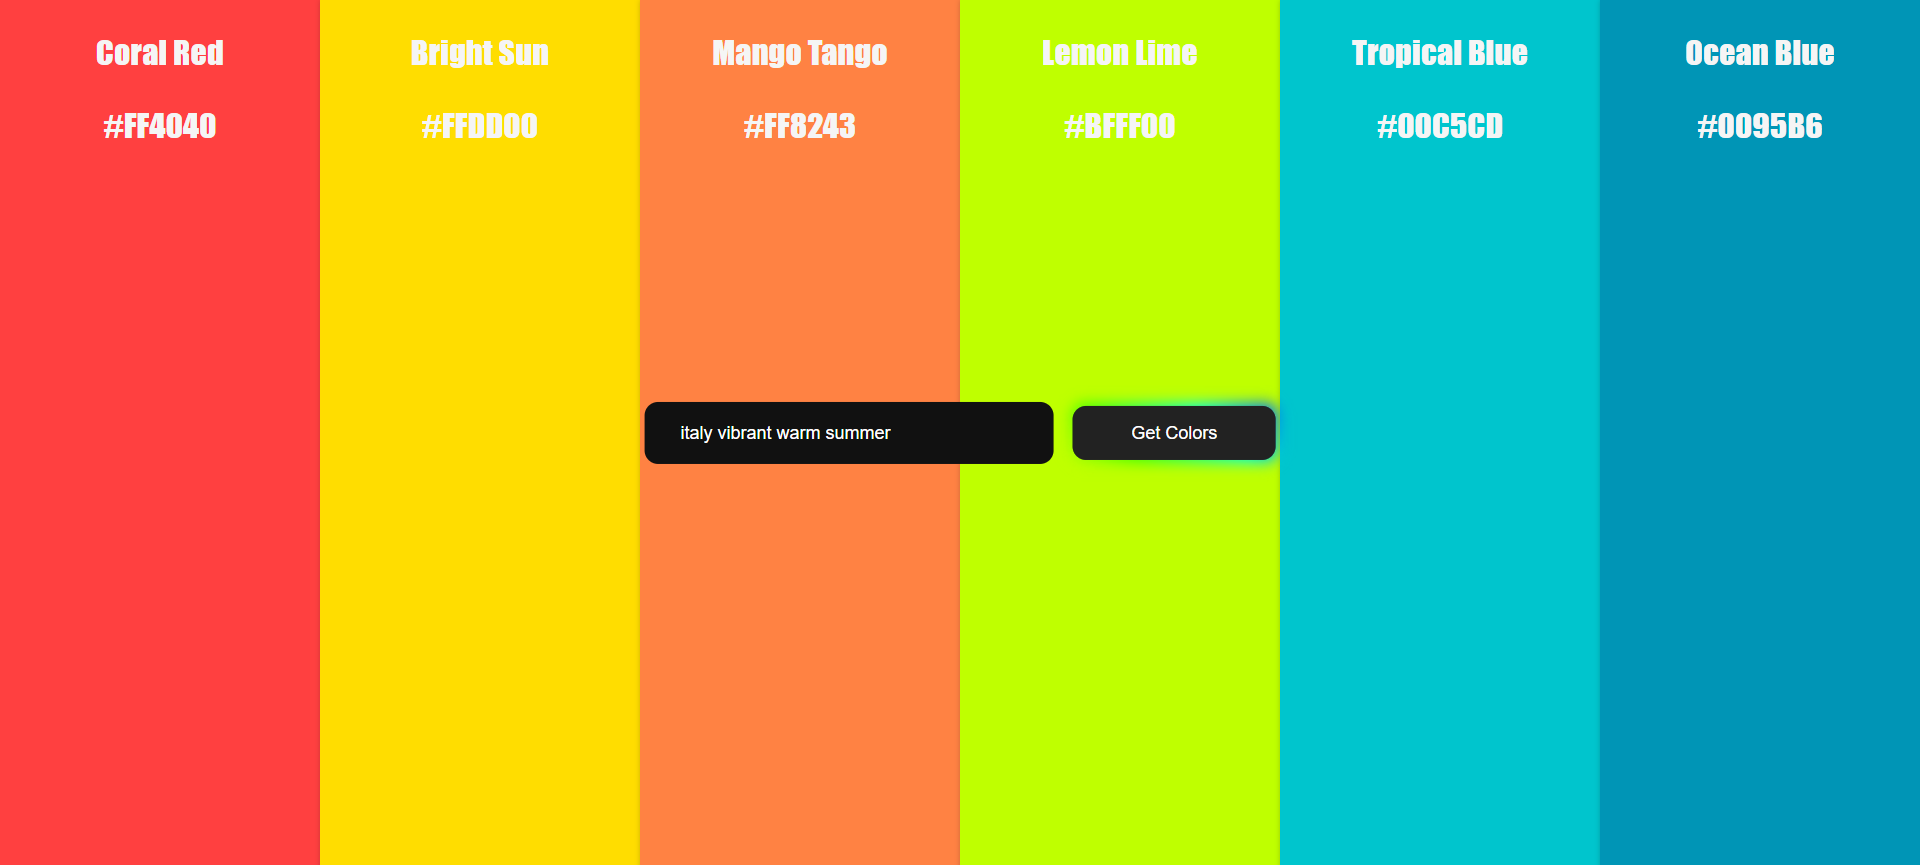 Coral Red
#FF4040
Bright Sun
#FFDD00
Mango Tango
#FF8243
Lemon Lime
#BFFF00
Tropical Blue
#00C5CD
Ocean Blue
#0095B6
italy vibrant warm summer
Get Colors